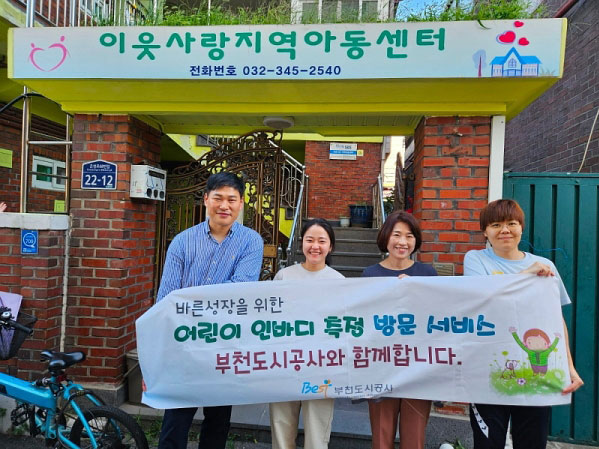 이웃사랑지역아동센터
전화번호 032-345-2540
22-12
바른성장을 위한
어린이 인바디 측정 방문 서비스
부천도시공사와 함께합니다.
Best 부천도시공사